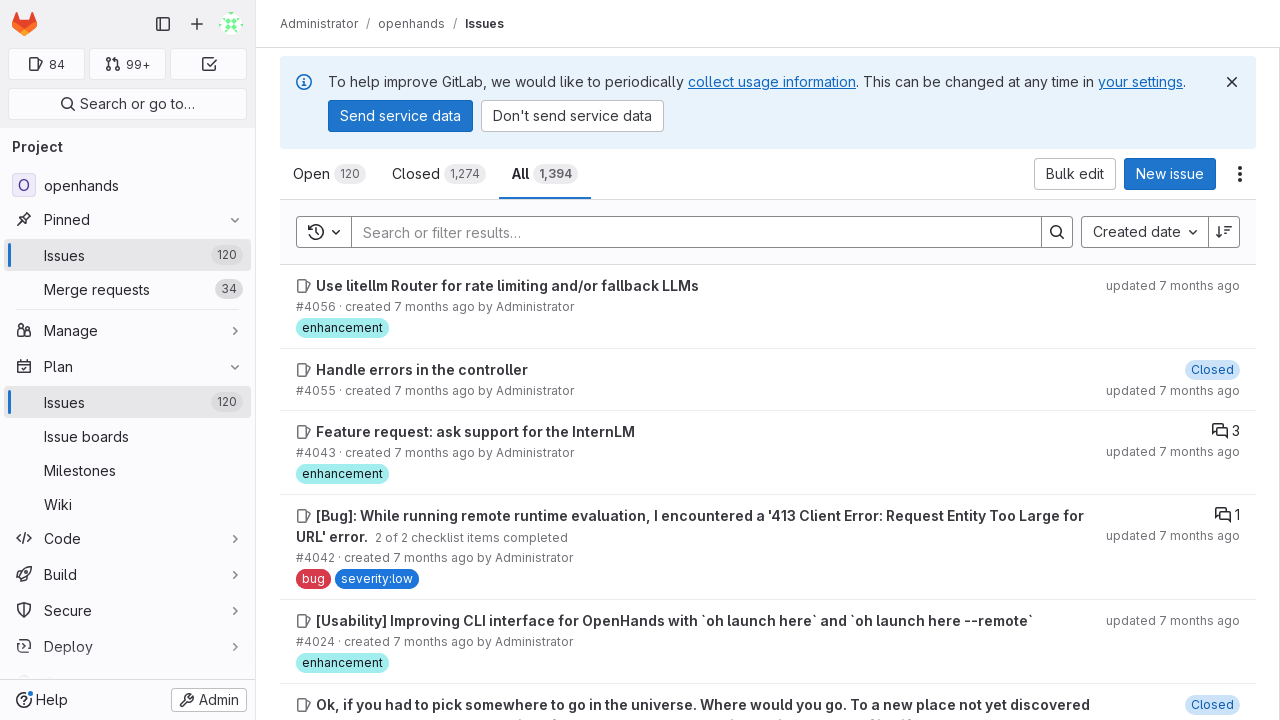 Administrator / openhands / Issues
84
99+
Search or go to…
Project
O openhands
Pinned
Issues 120
Merge requests 34
Manage
Plan
Issues 120
Issue boards
Milestones
Wiki
Code
Build
Secure
Deploy
Help
Admin
To help improve GitLab, we would like to periodically collect usage information. This can be changed at any time in your settings.
Send service data Don't send service data
Open 120 Closed 1,274 All 1,394 Bulk edit New issue
Search or filter results… Created date
Use litellm Router for rate limiting and/or fallback LLMs updated 7 months ago
#4056 · created 7 months ago by Administrator
enhancement
Handle errors in the controller Closed
#4055 · created 7 months ago by Administrator updated 7 months ago
Feature request: ask support for the InternLM 3
#4043 · created 7 months ago by Administrator updated 7 months ago
enhancement
[Bug]: While running remote runtime evaluation, I encountered a '413 Client Error: Request Entity Too Large for 1
URL' error. 2 of 2 checklist items completed updated 7 months ago
#4042 · created 7 months ago by Administrator
bug severity:low
[Usability] Improving CLI interface for OpenHands with `oh launch here` and `oh launch here --remote` updated 7 months ago
#4024 · created 7 months ago by Administrator
enhancement
Ok, if you had to pick somewhere to go in the universe. Where would you go. To a new place not yet discovered Closed